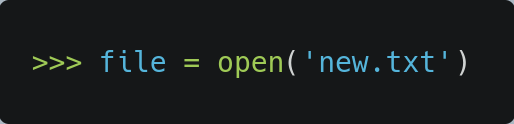 >>> file = open('new.txt')